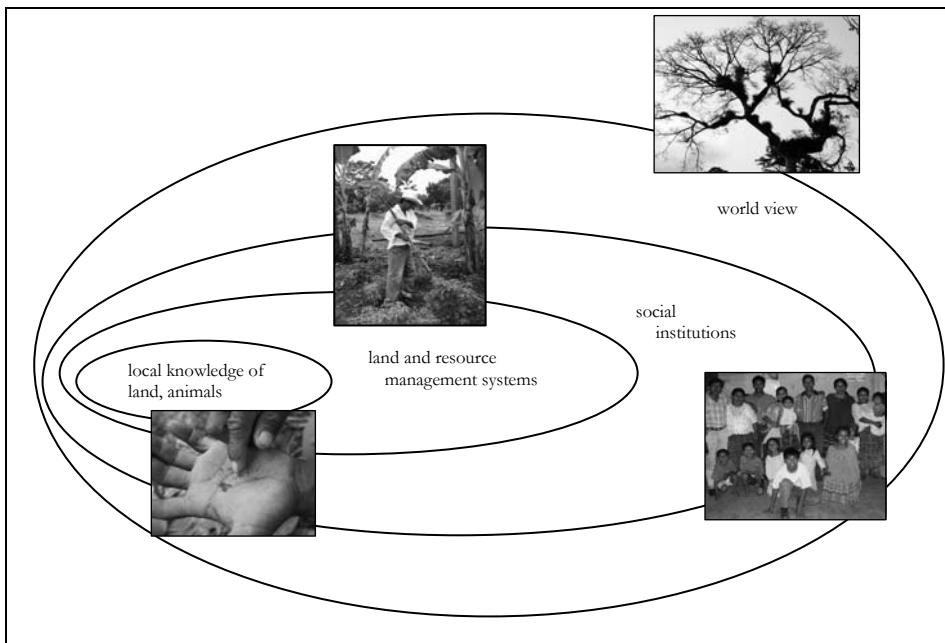 world view
social
institutions
land and resource
management systems
local knowledge of
land, animals